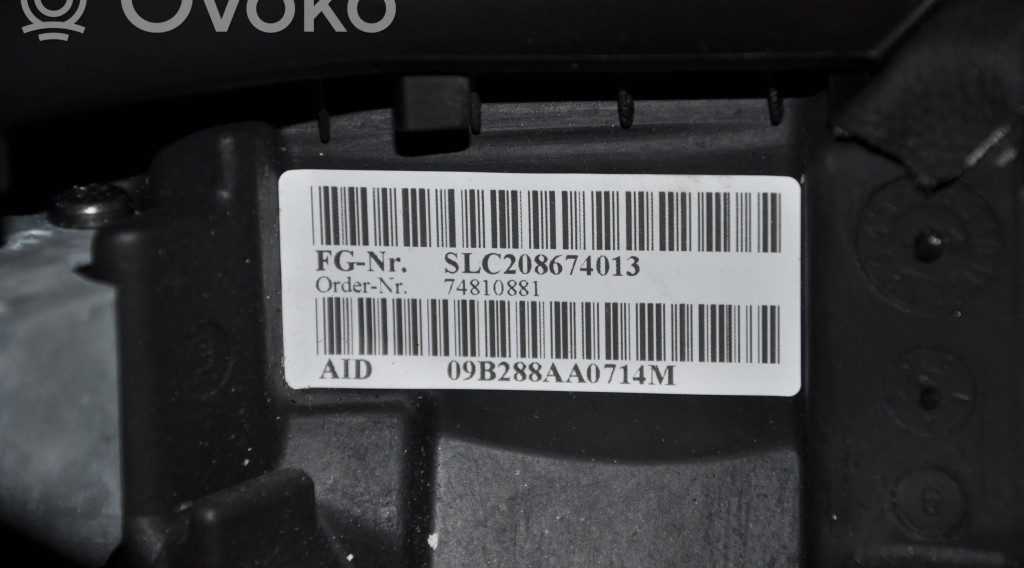 Ovoko
FG-Nr. SLC208674013
Order-Nr. 74810881
AID 09B288AA0714M